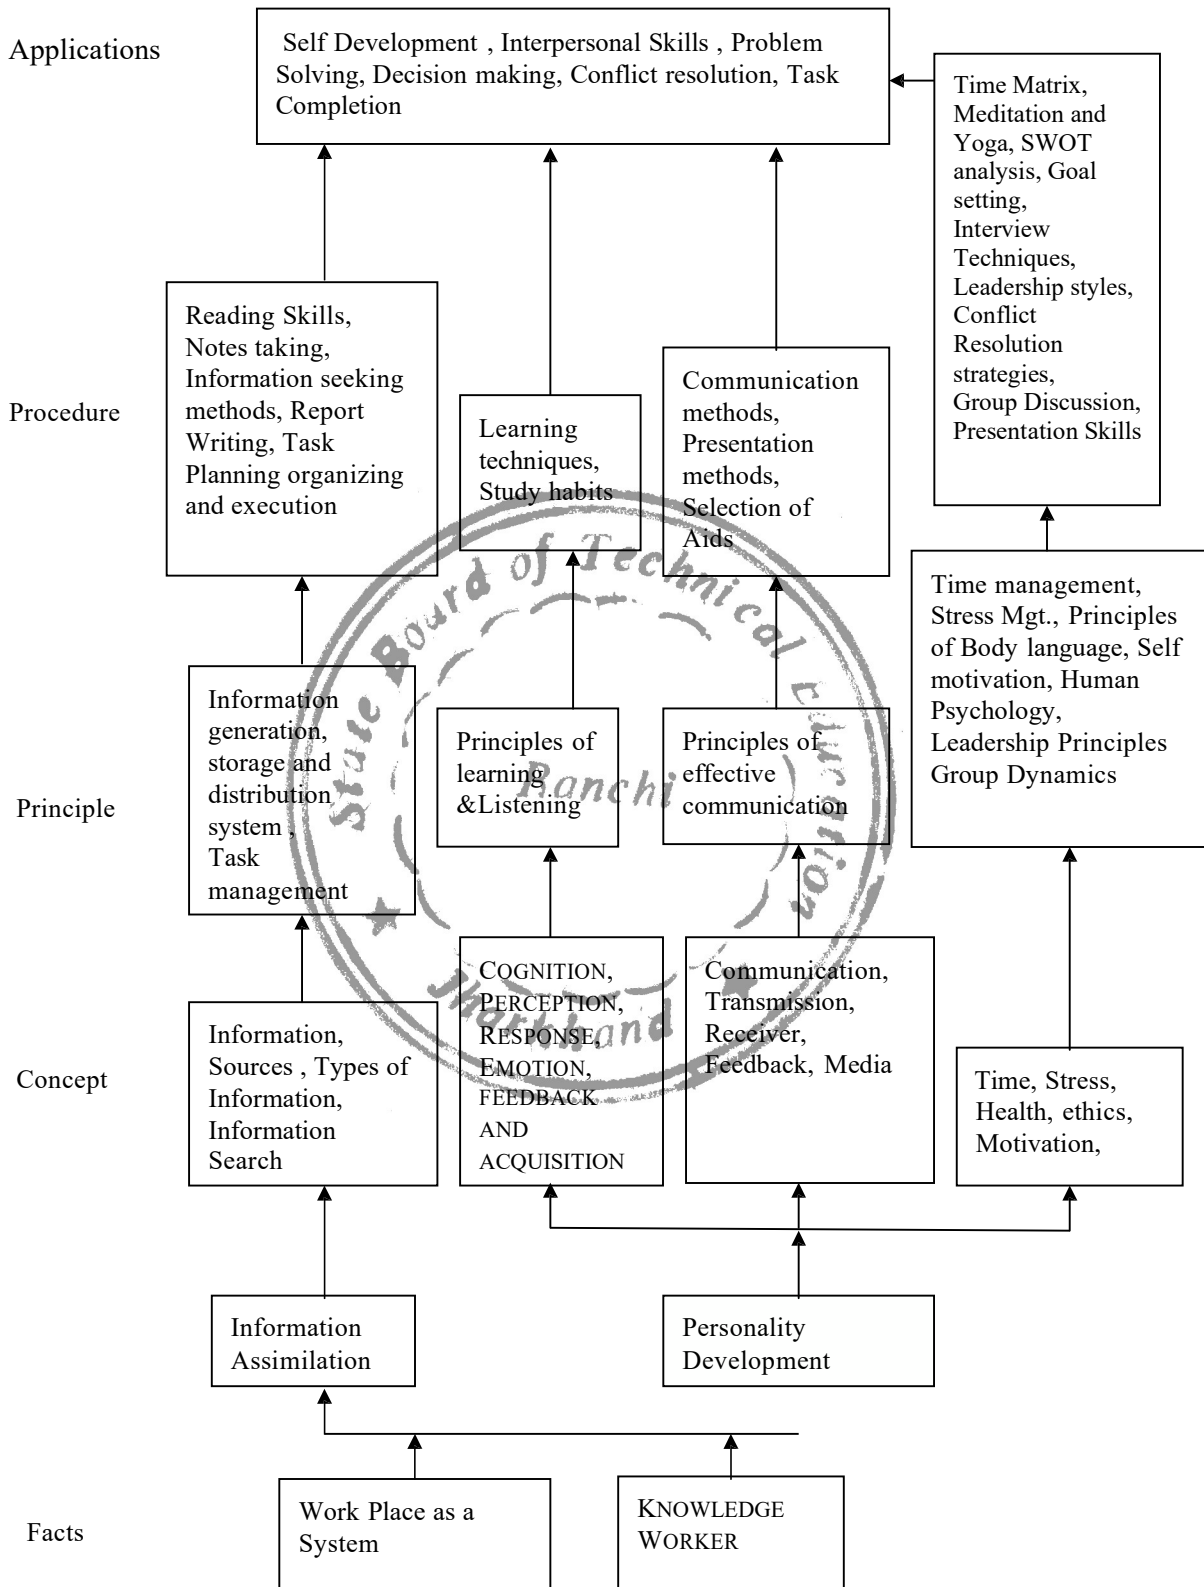 Applications
Self Development , Interpersonal Skills , Problem
Solving, Decision making, Conflict resolution, Task
Completion
Time Matrix,
Meditation and
Yoga, SWOT
analysis, Goal
setting,
Interview
Techniques,
Leadership styles,
Conflict
Resolution
strategies,
Group Discussion,
Presentation Skills
Procedure
Reading Skills,
Notes taking,
Information seeking
methods, Report
Writing, Task
Planning organizing
and execution
Learning
techniques,
Study habits
Communication
methods,
Presentation
methods,
Selection of
Aids
Time management,
Stress Mgt., Principles
of Body language, Self
motivation, Human
Psychology,
Leadership Principles
Group Dynamics
Principle
Information
generation,
storage and
distribution
system ,
Task
management
Principles of
learning
&Listening
Principles of
effective
communication
State Board of Technical Education
Ranchi
Jharkhand
Concept
Information,
Sources , Types of
Information,
Information
Search
COGNITION,
PERCEPTION,
RESPONSE,
EMOTION,
FEEDBACK
AND
ACQUISITION
Communication,
Transmission,
Receiver,
Feedback, Media
Time, Stress,
Health, ethics,
Motivation,
Information
Assimilation
Personality
Development
Facts
Work Place as a
System
KNOWLEDGE
WORKER